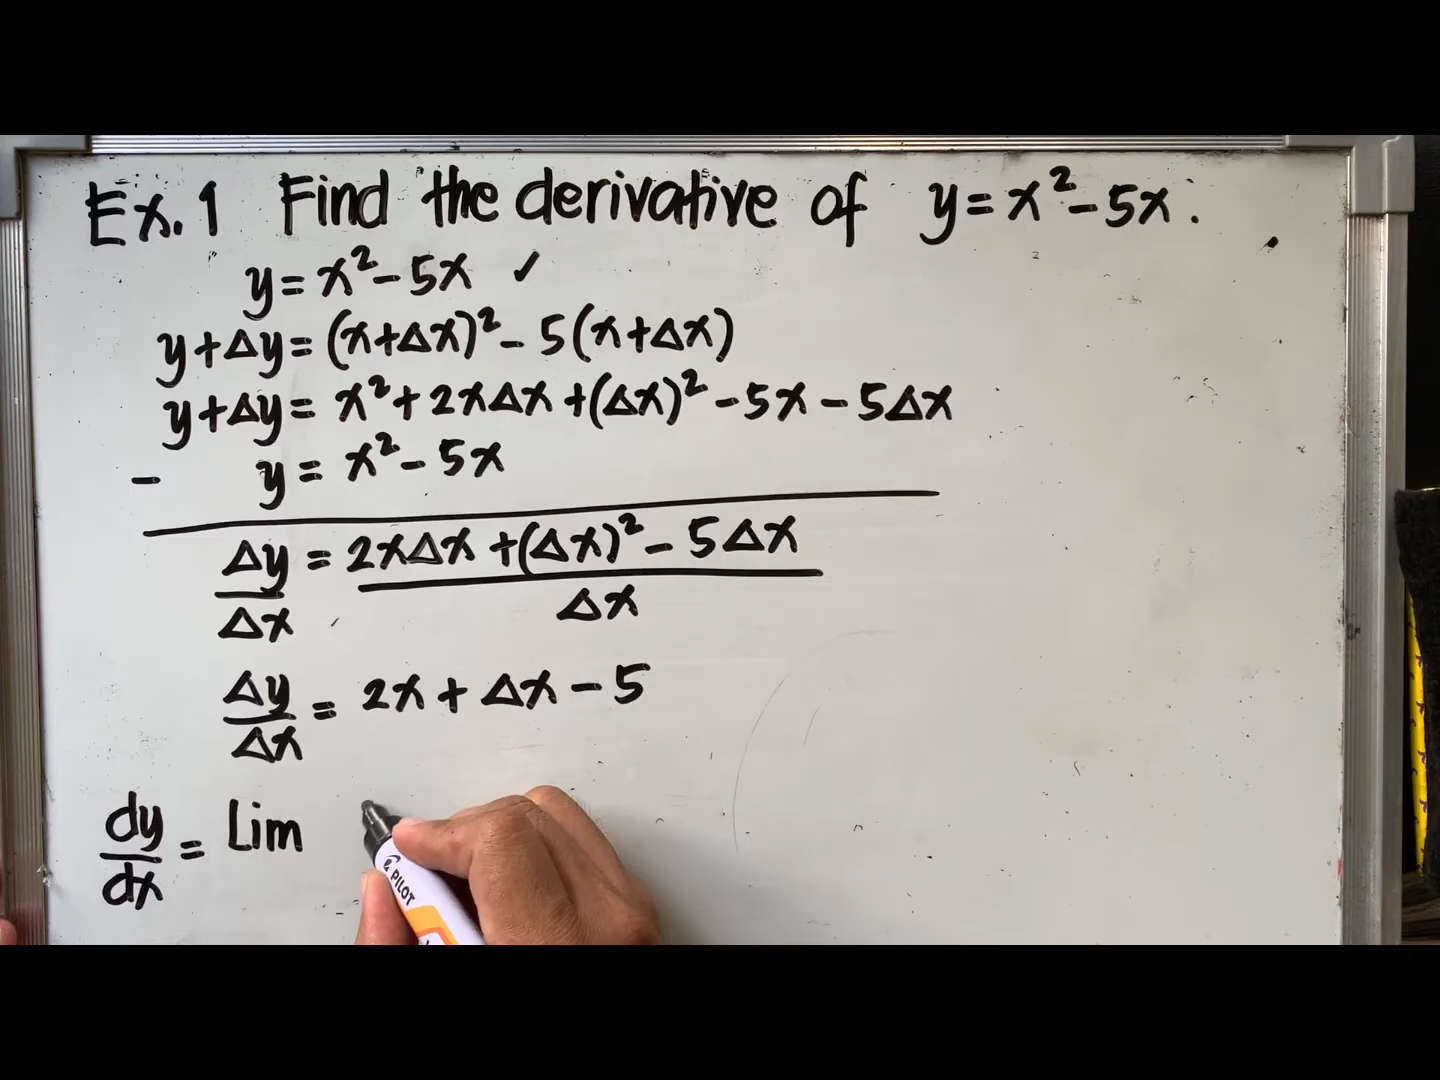 Ex. 1 Find the derivative of y = x² - 5x.
y = x² - 5x ✓
y + Δy = (x + Δx)² - 5(x + Δx)
y + Δy = x² + 2xΔx + (Δx)² - 5x - 5Δx
- y = x² - 5x
Δy = 2xΔx + (Δx)² - 5Δx
Δx Δx
Δy = 2x + Δx - 5
Δx
dy = Lim
dx
PILOT